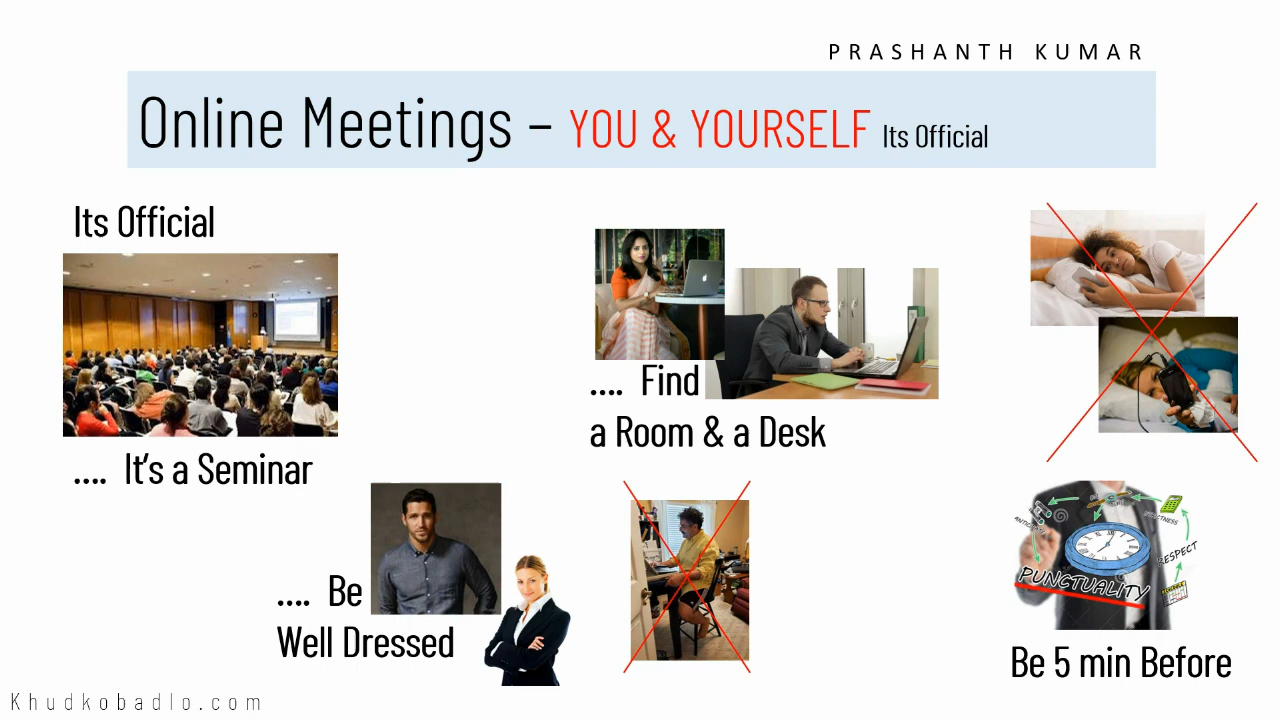 PRASHANTH KUMAR
Online Meetings – YOU & YOURSELF Its Official
Its Official
.... It's a Seminar
.... Be
Well Dressed
.... Find
a Room & a Desk
PUNCTUALITY
RESPECT
Be 5 min Before
Khudkobadlo.com